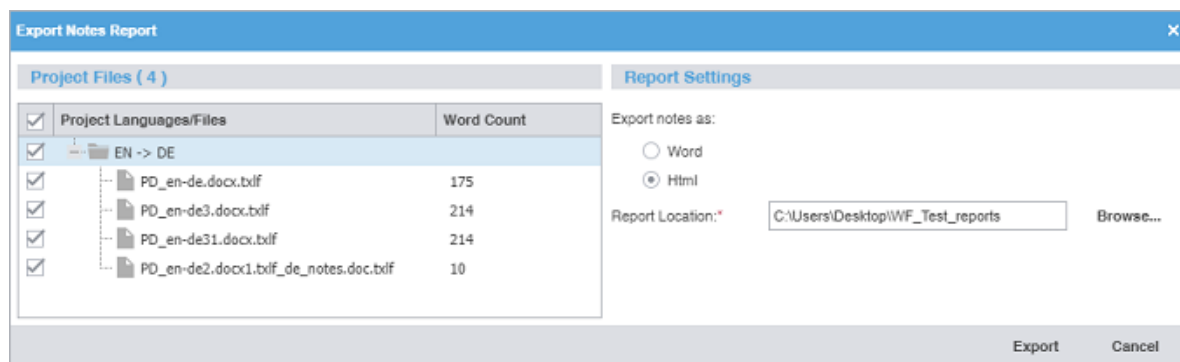 Export Notes Report
Project Files ( 4 )
Project Languages/Files Word Count
EN -> DE
PD_en-de.docx.txlf 175
PD_en-de3.docx.txlf 214
PD_en-de31.docx.txlf 214
PD_en-de2.docx1.txlf_de_notes.doc.txlf 10
Report Settings
Export notes as:
Word
Html
Report Location:* C:\Users\Desktop\WF_Test_reports Browse...
Export Cancel